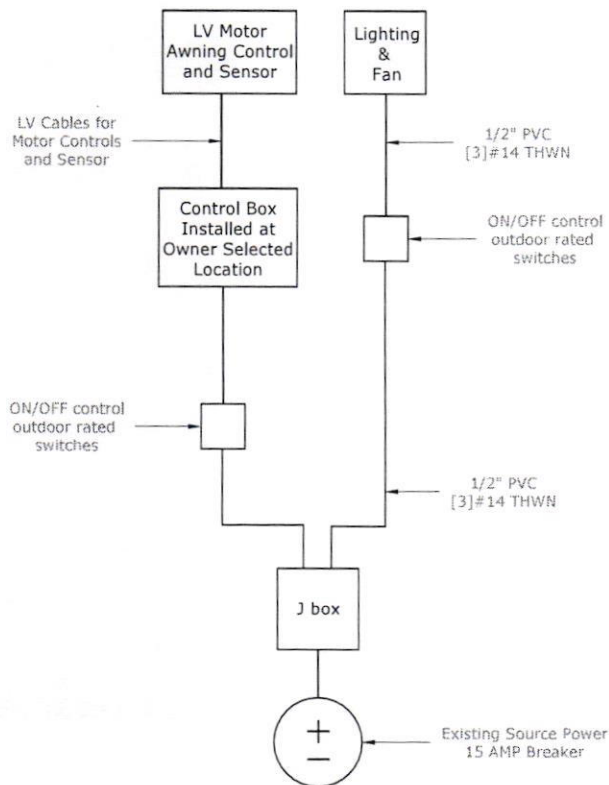 LV Motor
Awning Control
and Sensor
Lighting
&
Fan
LV Cables for
Motor Controls
and Sensor
1/2" PVC
[3]#14 THWN
Control Box
Installed at
Owner Selected
Location
ON/OFF control
outdoor rated
switches
ON/OFF control
outdoor rated
switches
1/2" PVC
[3]#14 THWN
J box
+
−
Existing Source Power
15 AMP Breaker